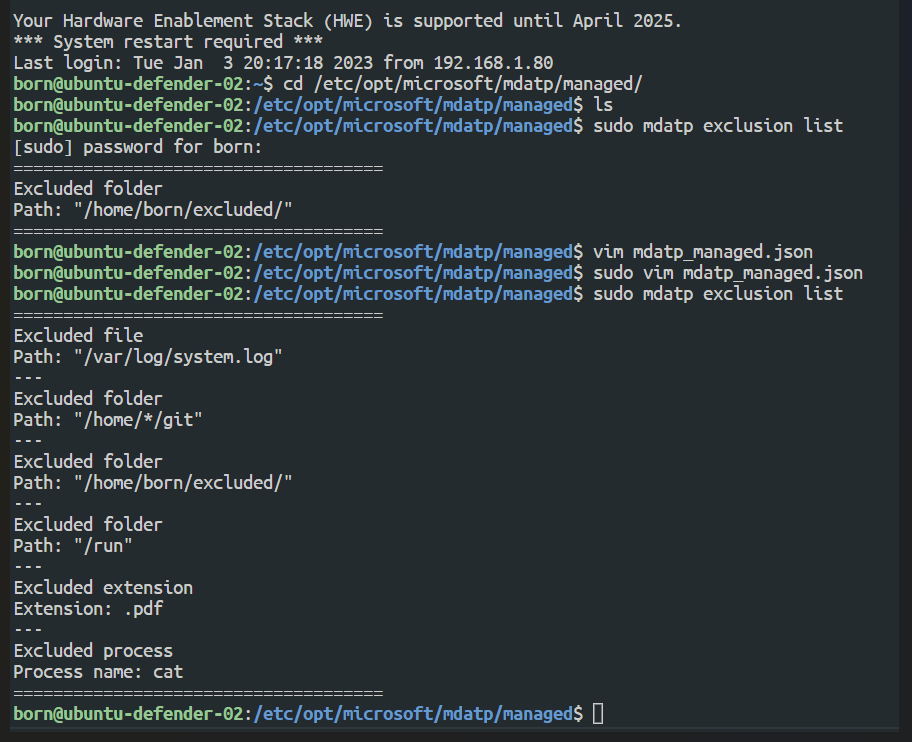 Your Hardware Enablement Stack (HWE) is supported until April 2025.
*** System restart required ***
Last login: Tue Jan  3 20:17:18 2023 from 192.168.1.80
born@ubuntu-defender-02:~$ cd /etc/opt/microsoft/mdatp/managed/
born@ubuntu-defender-02:/etc/opt/microsoft/mdatp/managed$ ls
born@ubuntu-defender-02:/etc/opt/microsoft/mdatp/managed$ sudo mdatp exclusion list
[sudo] password for born:
=====================================
Excluded folder
Path: "/home/born/excluded/"
=====================================
born@ubuntu-defender-02:/etc/opt/microsoft/mdatp/managed$ vim mdatp_managed.json
born@ubuntu-defender-02:/etc/opt/microsoft/mdatp/managed$ sudo vim mdatp_managed.json
born@ubuntu-defender-02:/etc/opt/microsoft/mdatp/managed$ sudo mdatp exclusion list
=====================================
Excluded file
Path: "/var/log/system.log"
---
Excluded folder
Path: "/home/*/git"
---
Excluded folder
Path: "/home/born/excluded/"
---
Excluded folder
Path: "/run"
---
Excluded extension
Extension: .pdf
---
Excluded process
Process name: cat
=====================================
born@ubuntu-defender-02:/etc/opt/microsoft/mdatp/managed$